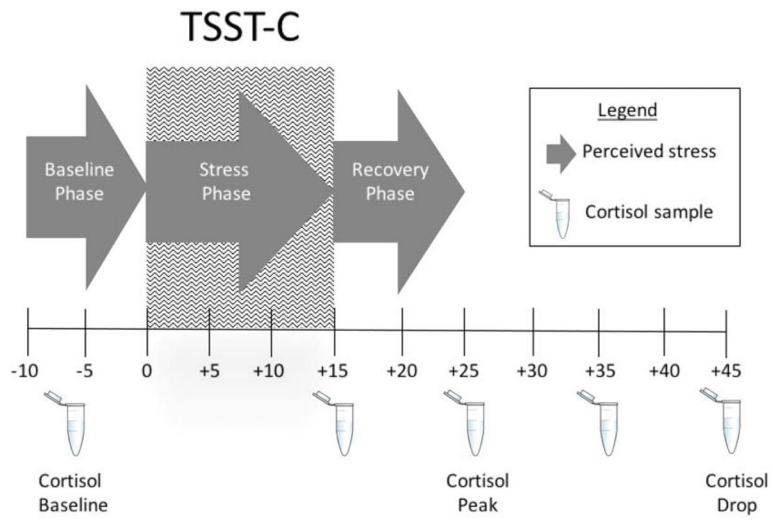 TSST-C
Baseline
Phase
Stress
Phase
Recovery
Phase
Legend
Perceived stress
Cortisol sample
-10 -5 0 +5 +10 +15 +20 +25 +30 +35 +40 +45
Cortisol
Baseline
Cortisol
Peak
Cortisol
Drop